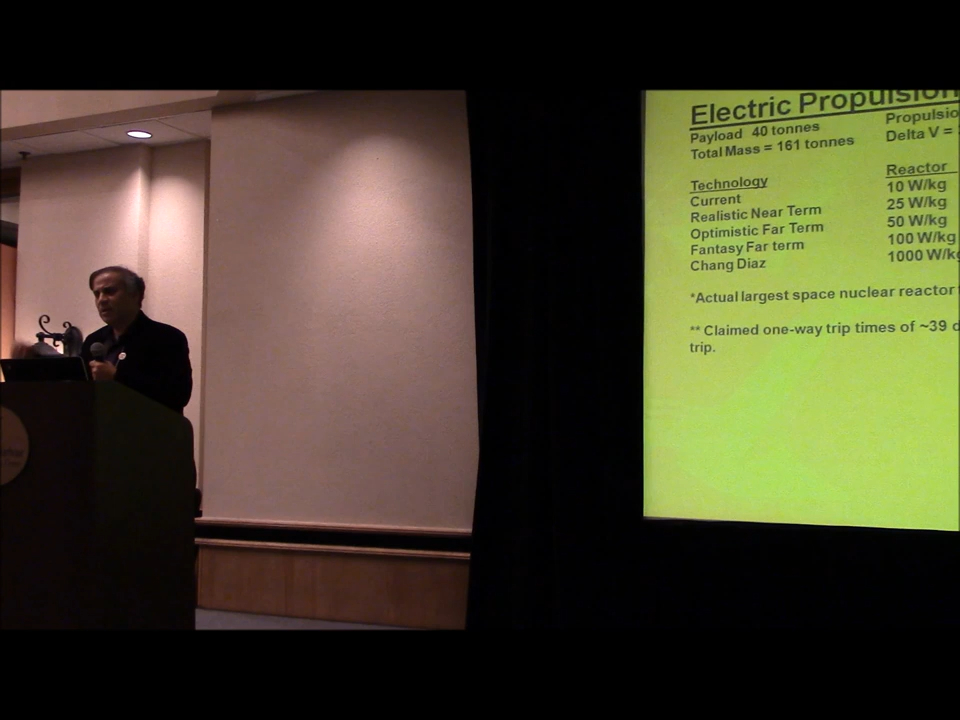 Electric Propulsion
Payload 40 tonnes
Total Mass = 161 tonnes
Propulsio
Delta V =
Technology
Current
Realistic Near Term
Optimistic Far Term
Fantasy Far term
Chang Diaz
Reactor
10 W/kg
25 W/kg
50 W/kg
100 W/kg
1000 W/kg
*Actual largest space nuclear reactor
** Claimed one-way trip times of ~39 d
trip.